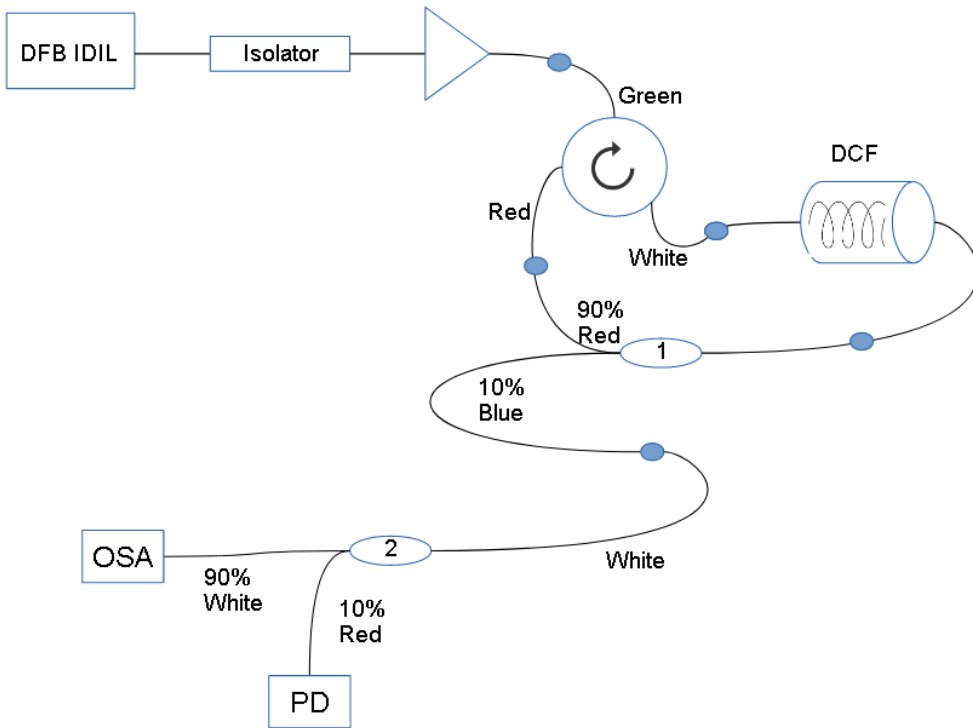 DFB IDIL
Isolator
Green
DCF
Red
White
90%
Red
1
10%
Blue
2
White
OSA
90%
White
10%
Red
PD